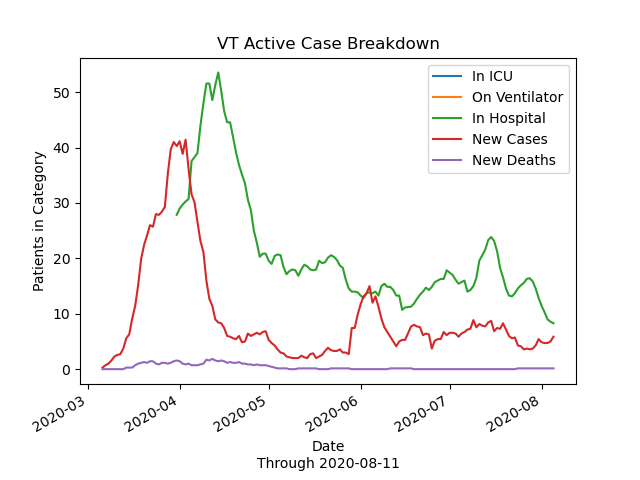 VT Active Case Breakdown
In ICU
On Ventilator
In Hospital
New Cases
New Deaths
Patients in Category
50
40
30
20
10
0
2020-03
2020-04
2020-05
2020-06
2020-07
2020-08
Date
Through 2020-08-11